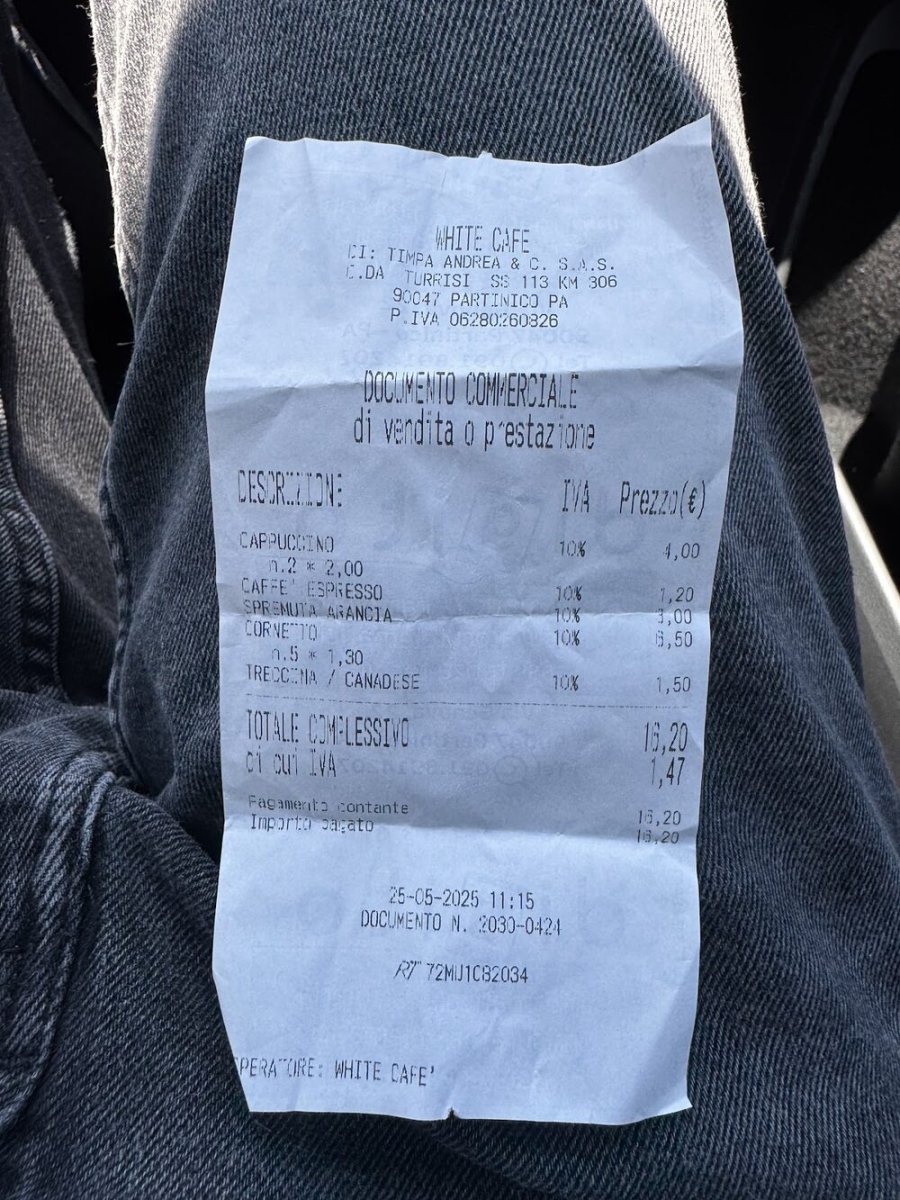 WHITE CAFE
DI: TIMPA ANDREA & C. S.A.S.
C.DA TURRISI SS 113 KM 306
90047 PARTINICO PA
P.IVA 06280260826
DOCUMENTO COMMERCIALE
di vendita o prestazione
DESCRIZIONE IVA Prezzo(€)
CAPPUCCINO 10% 4,00
n.2 * 2,00
CAFFE' ESPRESSO 10% 1,20
SPREMUTA ARANCIA 10% 3,00
CORNETTO 10% 6,50
n.5 * 1,30
TRECCINA / CANADESE 10% 1,50
TOTALE COMPLESSIVO 16,20
di cui IVA 1,47
Pagamento contante 16,20
Importo pagato 16,20
25-05-2025 11:15
DOCUMENTO N. 2030-0424
RT 72MU1C82034
OPERATORE: WHITE CAFE'